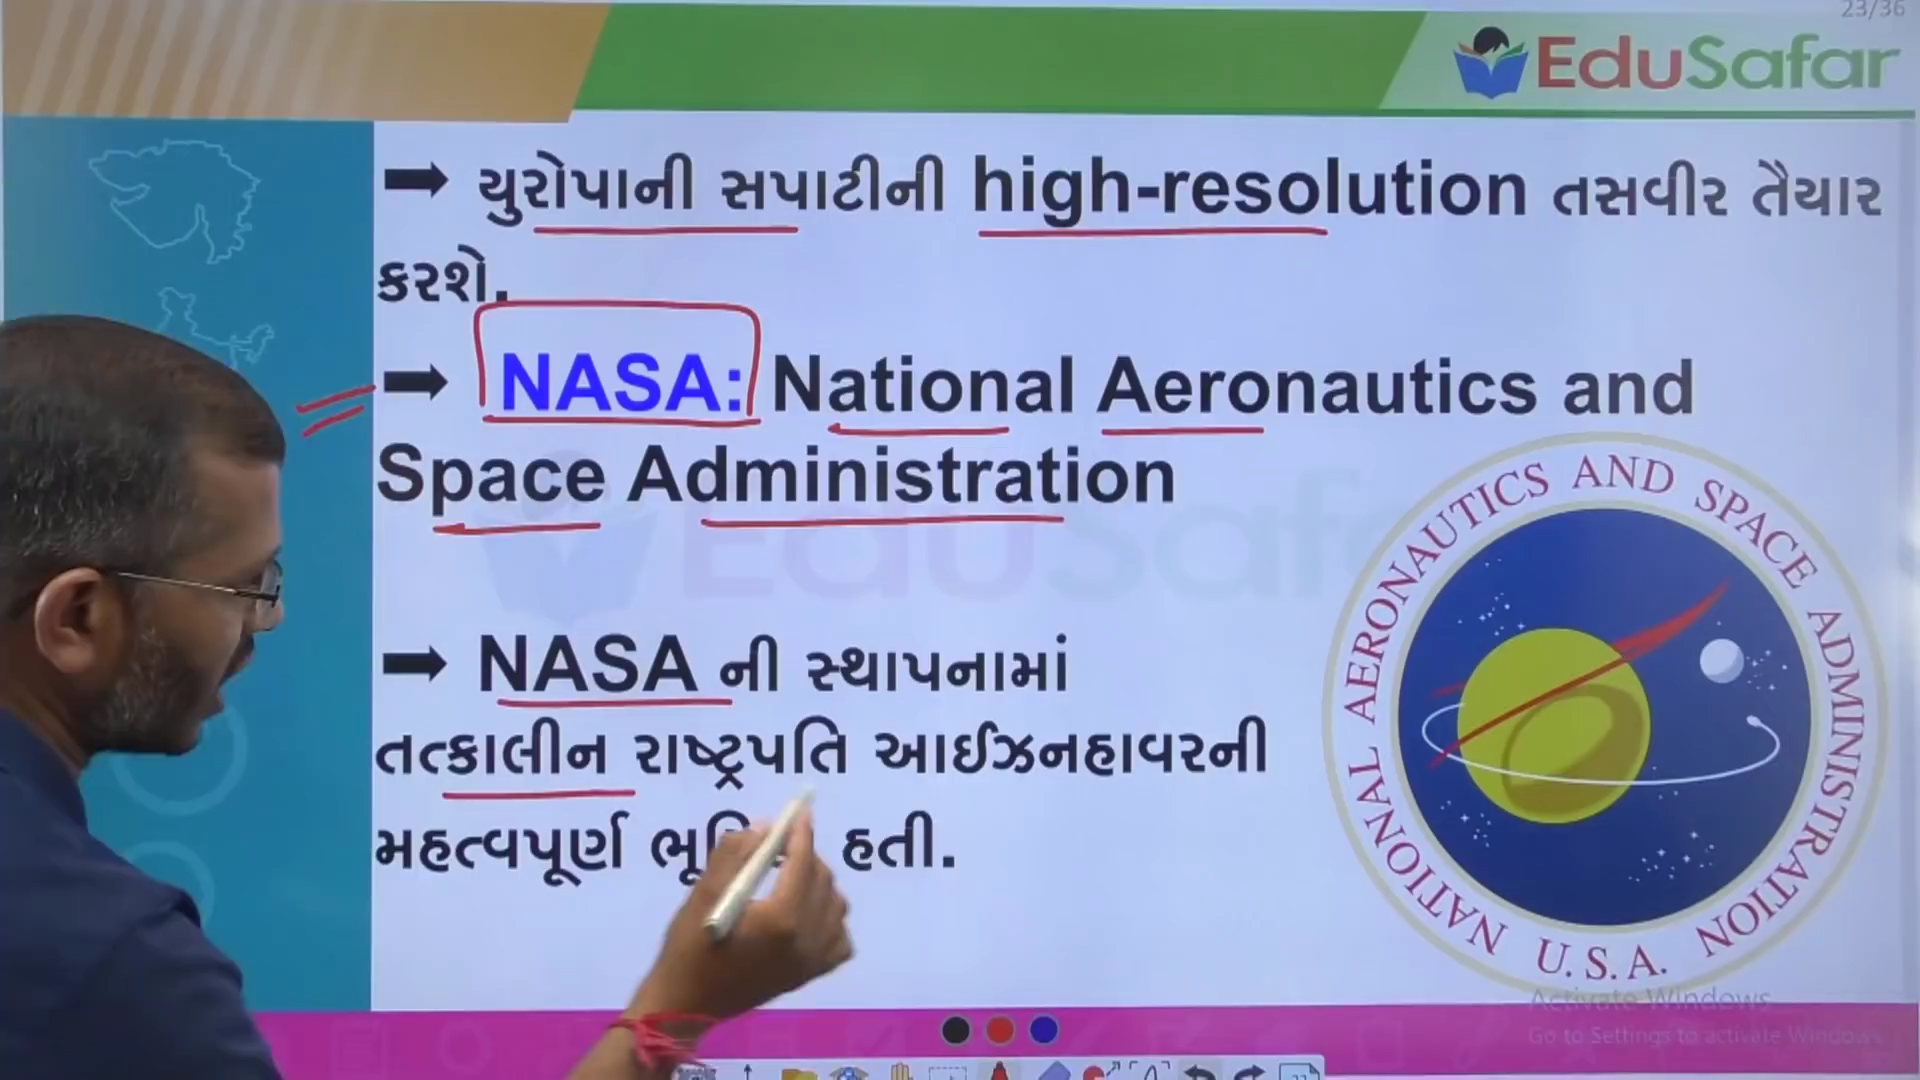 23/36
EduSafar
➡ યુરોપાની સપાટીની high-resolution તસવીર તૈયાર
કરશે.
➡ NASA: National Aeronautics and
Space Administration
➡ NASA ની સ્થાપનામાં
તત્કાલીન રાષ્ટ્રપતિ આઈઝનહાવરની
મહત્વપૂર્ણ હતી.
NATIONAL AERONAUTICS AND SPACE ADMINISTRATION
U.S.A.
EduSafar
Activate Windows
Go to Settings to activate Windows.